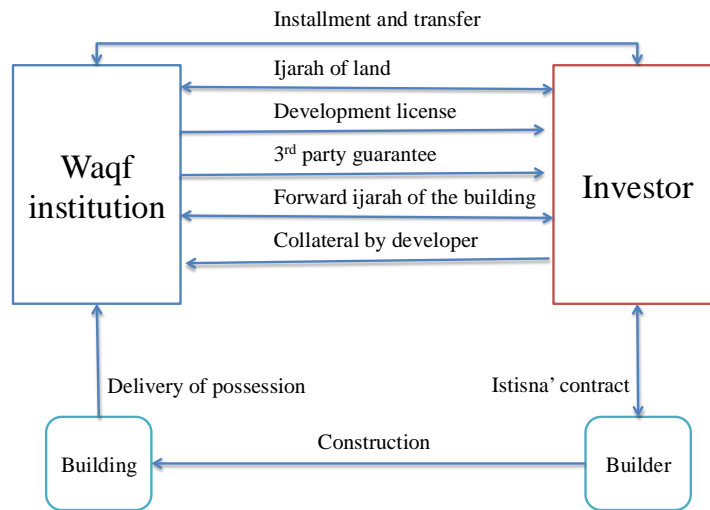 Installment and transfer
Ijarah of land
Development license
3rd party guarantee
Waqf
institution
Investor
Forward ijarah of the building
Collateral by developer
Delivery of possession
Istisna’ contract
Construction
Building
Builder